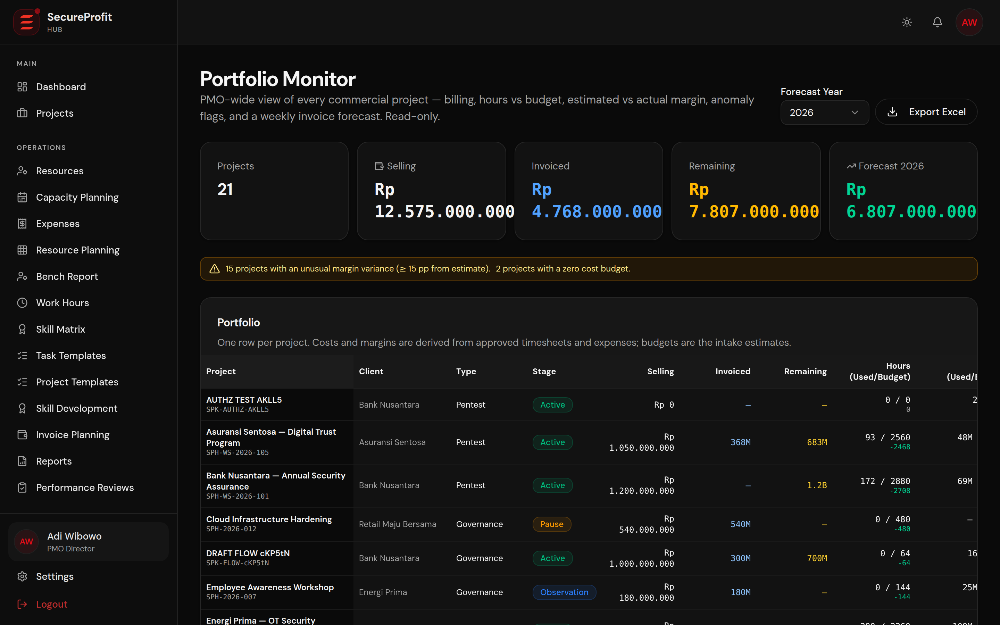 SecureProfit
HUB
AW
MAIN
Dashboard
Projects
OPERATIONS
Resources
Capacity Planning
Expenses
Resource Planning
Bench Report
Work Hours
Skill Matrix
Task Templates
Project Templates
Skill Development
Invoice Planning
Reports
Performance Reviews
AW
Adi Wibowo
PMO Director
Settings
Logout
Portfolio Monitor
PMO-wide view of every commercial project — billing, hours vs budget, estimated vs actual margin, anomaly
flags, and a weekly invoice forecast. Read-only.
Forecast Year
2026
Export Excel
Projects
21
Selling
Rp
12.575.000.000
Invoiced
Rp
4.768.000.000
Remaining
Rp
7.807.000.000
Forecast 2026
Rp
6.807.000.000
15 projects with an unusual margin variance (≥ 15 pp from estimate). 2 projects with a zero cost budget.
Portfolio
One row per project. Costs and margins are derived from approved timesheets and expenses; budgets are the intake estimates.
Project Client Type Stage Selling Invoiced Remaining Hours (Used/Budget) (Used/
AUTHZ TEST AKLL5 Bank Nusantara Pentest Active Rp 0 — — 0 / 0 2
SPK-AUTHZ-AKLL5 0
Asuransi Sentosa — Digital Trust Program Asuransi Sentosa Pentest Active Rp 1.050.000.000 368M 683M 93 / 2560 48M
SPH-WS-2026-105 -2468
Bank Nusantara — Annual Security Assurance Bank Nusantara Pentest Active Rp 1.200.000.000 — 1.2B 172 / 2880 69M
SPH-WS-2026-101 -2708
Cloud Infrastructure Hardening Retail Maju Bersama Governance Pause Rp 540.000.000 540M — 0 / 480 —
SPH-2026-012 -480
DRAFT FLOW cKP5tN Bank Nusantara Governance Active Rp 1.000.000.000 300M 700M 0 / 64 16
SPK-FLOW-cKP5tN -64
Employee Awareness Workshop Energi Prima Governance Observation Rp 180.000.000 180M — 0 / 144 25M
SPH-2026-007 -144
Energi Prima — OT Security